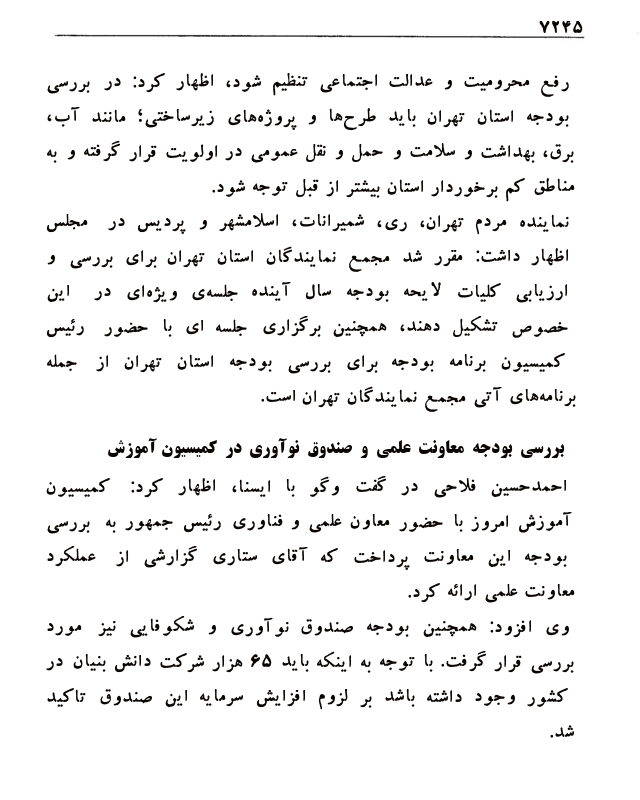 ۷۲۴۵
رفع محرومیت و عدالت اجتماعی تنظیم شود، اظهار کرد: در بررسی
بودجه استان تهران باید طرح‌ها و پروژه‌های زیرساختی؛ مانند آب،
برق، بهداشت و سلامت و حمل و نقل عمومی در اولویت قرار گرفته و به
مناطق کم برخوردار استان بیشتر از قبل توجه شود.
نماینده مردم تهران، ری، شمیرانات، اسلامشهر و پردیس در مجلس
اظهار داشت: مقرر شد مجمع نمایندگان استان تهران برای بررسی و
ارزیابی کلیات لایحه بودجه سال آینده جلسه‌ی ویژه‌ای در این
خصوص تشکیل دهند، همچنین برگزاری جلسه ای با حضور رئیس
کمیسیون برنامه بودجه برای بررسی بودجه استان تهران از جمله
برنامه‌های آتی مجمع نمایندگان تهران است.
بررسی بودجه معاونت علمی و صندوق نوآوری در کمیسیون آموزش
احمدحسین فلاحی در گفت وگو با ایسنا، اظهار کرد: کمیسیون
آموزش امروز با حضور معاون علمی و فناوری رئیس جمهور به بررسی
بودجه این معاونت پرداخت که آقای ستاری گزارشی از عملکرد
معاونت علمی ارائه کرد.
وی افزود: همچنین بودجه صندوق نوآوری و شکوفایی نیز مورد
بررسی قرار گرفت. با توجه به اینکه باید ۶۵ هزار شرکت دانش بنیان در
کشور وجود داشته باشد بر لزوم افزایش سرمایه این صندوق تاکید
شد.